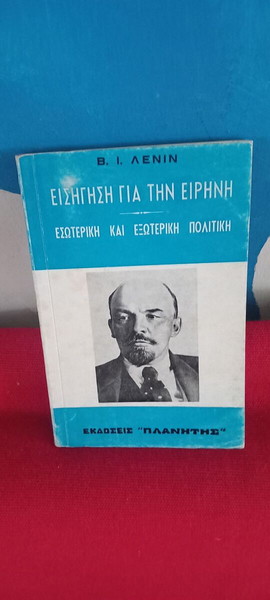 Β. Ι. ΛΕΝΙΝ
ΕΙΣΗΓΗΣΗ ΓΙΑ ΤΗΝ ΕΙΡΗΝΗ
ΕΣΩΤΕΡΙΚΗ ΚΑΙ ΕΞΩΤΕΡΙΚΗ ΠΟΛΙΤΙΚΗ
ΕΚΔΟΣΕΙΣ "ΠΛΑΝΗΤΗΣ"